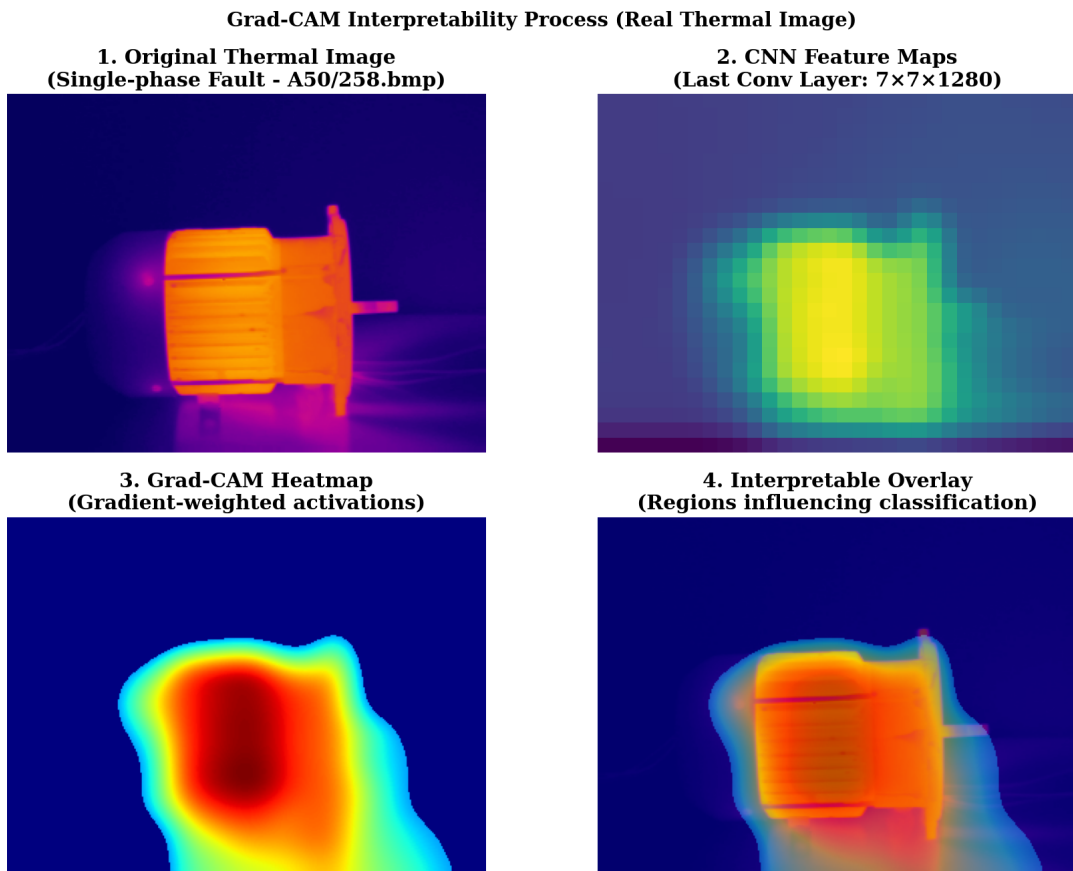 Grad-CAM Interpretability Process (Real Thermal Image)
1. Original Thermal Image
(Single-phase Fault - A50/258.bmp)
2. CNN Feature Maps
(Last Conv Layer: 7×7×1280)
3. Grad-CAM Heatmap
(Gradient-weighted activations)
4. Interpretable Overlay
(Regions influencing classification)